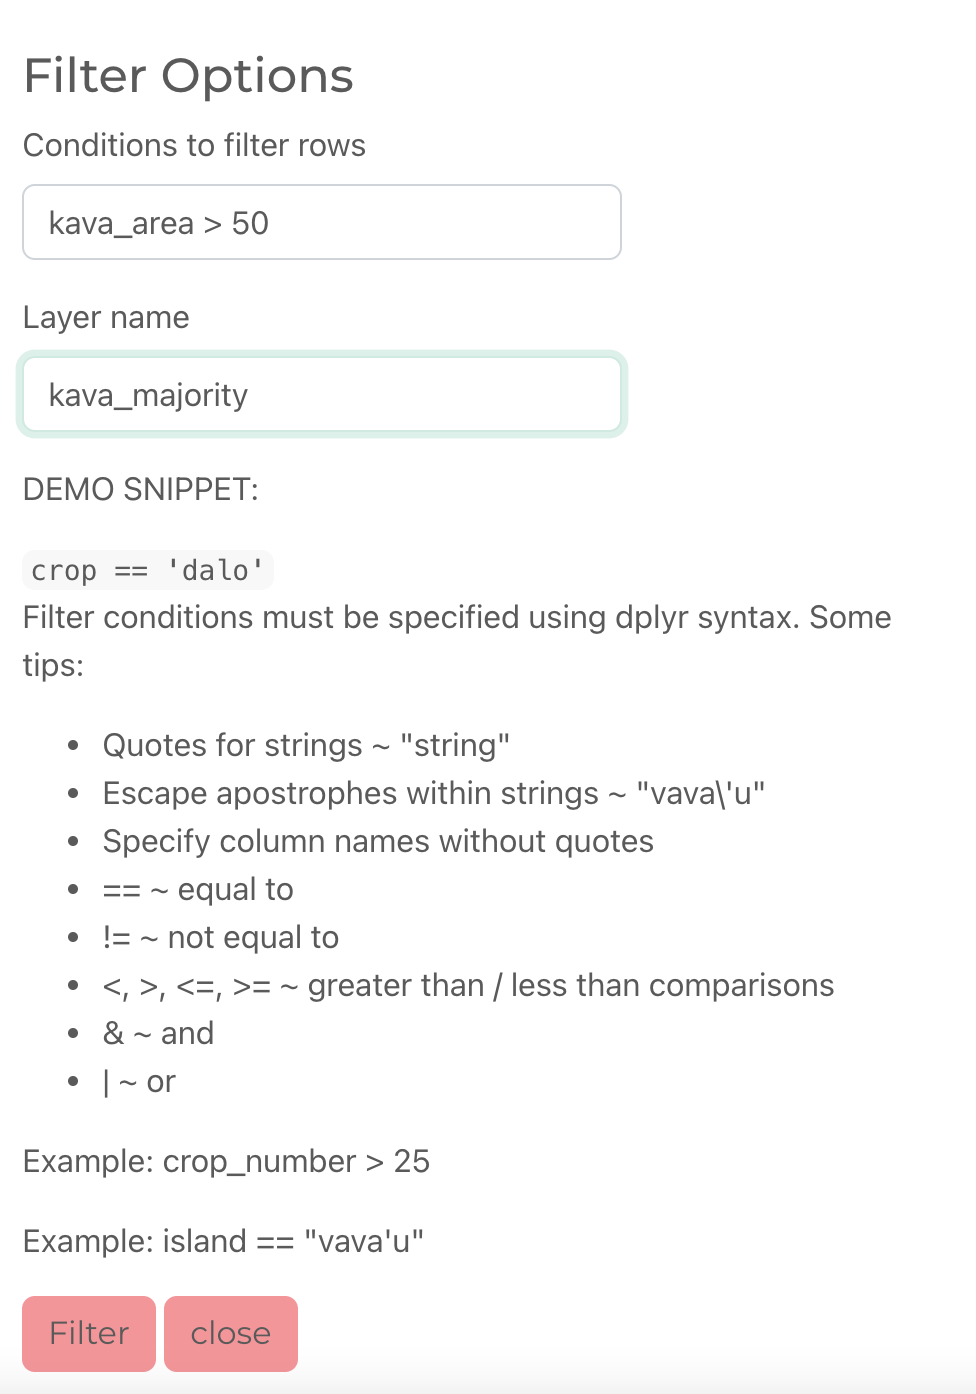 Filter Options
Conditions to filter rows
kava_area > 50
Layer name
kava_majority
DEMO SNIPPET:
crop == 'dalo'
Filter conditions must be specified using dplyr syntax. Some
tips:
• Quotes for strings ~ "string"
• Escape apostrophes within strings ~ "vava\'u"
• Specify column names without quotes
• == ~ equal to
• != ~ not equal to
• <, >, <=, >= ~ greater than / less than comparisons
• & ~ and
• | ~ or
Example: crop_number > 25
Example: island == "vava'u"
Filter close